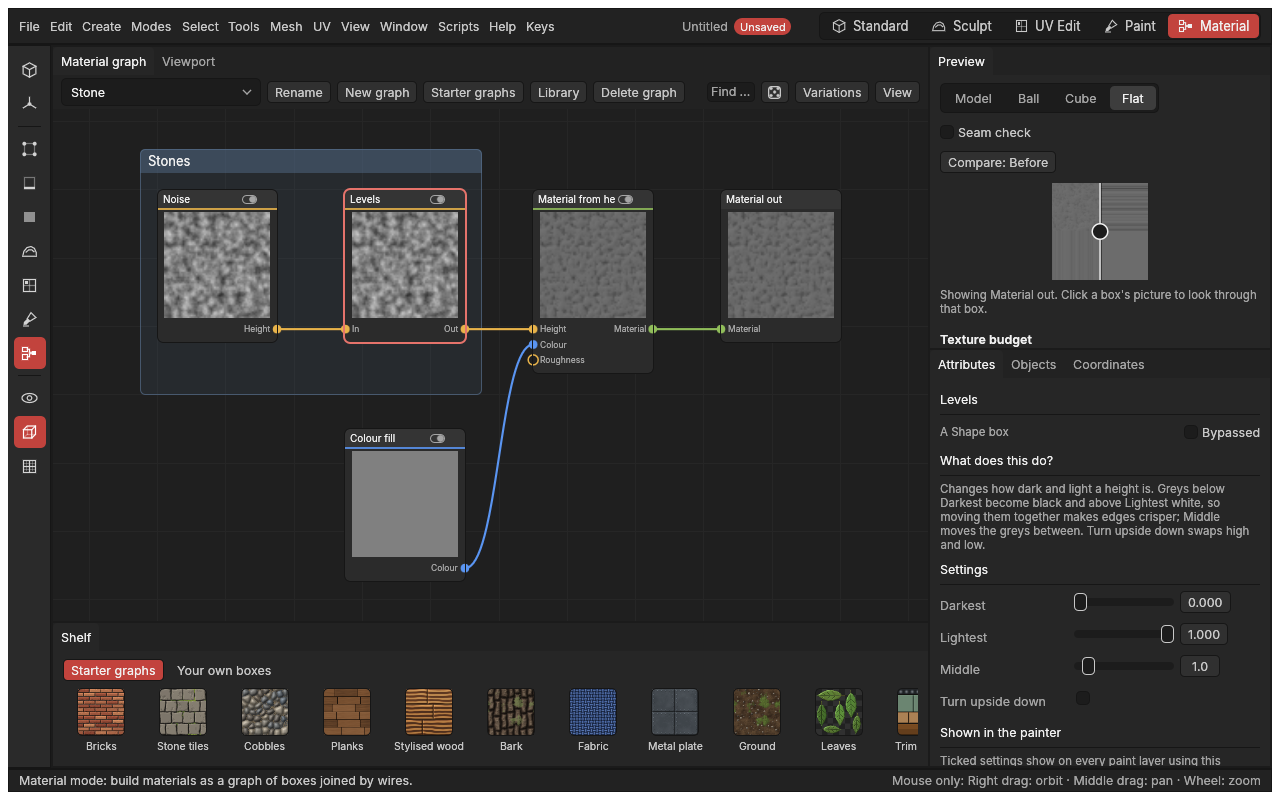 File Edit Create Modes Select Tools Mesh UV View Window Scripts Help Keys
Untitled Unsaved
Standard Sculpt UV Edit Paint Material
Material graph Viewport
Stone
Rename New graph Starter graphs Library Delete graph Find ... Variations View
Stones
Noise
Height
Levels
In Out
Material from he
Height Material
Colour
Roughness
Material out
Material
Colour fill
Colour
Shelf
Starter graphs Your own boxes
Bricks Stone tiles Cobbles Planks Stylised wood Bark Fabric Metal plate Ground Leaves Trim
Preview
Model Ball Cube Flat
Seam check
Compare: Before
Showing Material out. Click a box's picture to look through
that box.
Texture budget
Attributes Objects Coordinates
Levels
A Shape box Bypassed
What does this do?
Changes how dark and light a height is. Greys below
Darkest become black and above Lightest white, so
moving them together makes edges crisper; Middle
moves the greys between. Turn upside down swaps high
and low.
Settings
Darkest 0.000
Lightest 1.000
Middle 1.0
Turn upside down
Shown in the painter
Ticked settings show on every paint layer using this
Material mode: build materials as a graph of boxes joined by wires.
Mouse only: Right drag: orbit · Middle drag: pan · Wheel: zoom